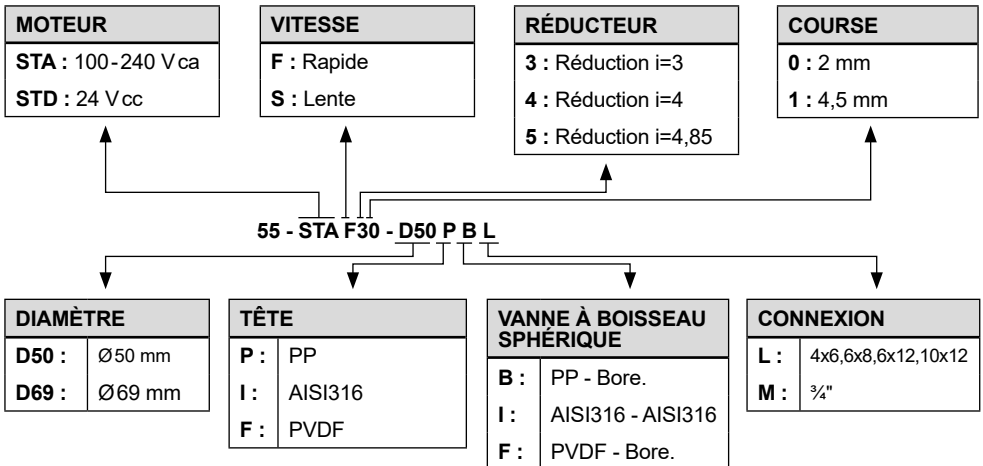 MOTEUR
STA : 100-240 Vca
STD : 24 Vcc
VITESSE
F : Rapide
S : Lente
RÉDUCTEUR
3 : Réduction i=3
4 : Réduction i=4
5 : Réduction i=4,85
COURSE
0 : 2 mm
1 : 4,5 mm
55 - STA F30 - D50 P B L
DIAMÈTRE
D50 : Ø50 mm
D69 : Ø69 mm
TÊTE
P : PP
I : AISI316
F : PVDF
VANNE À BOISSEAU
SPHÉRIQUE
B : PP - Bore.
I : AISI316 - AISI316
F : PVDF - Bore.
CONNEXION
L : 4x6,6x8,6x12,10x12
M : ¾"